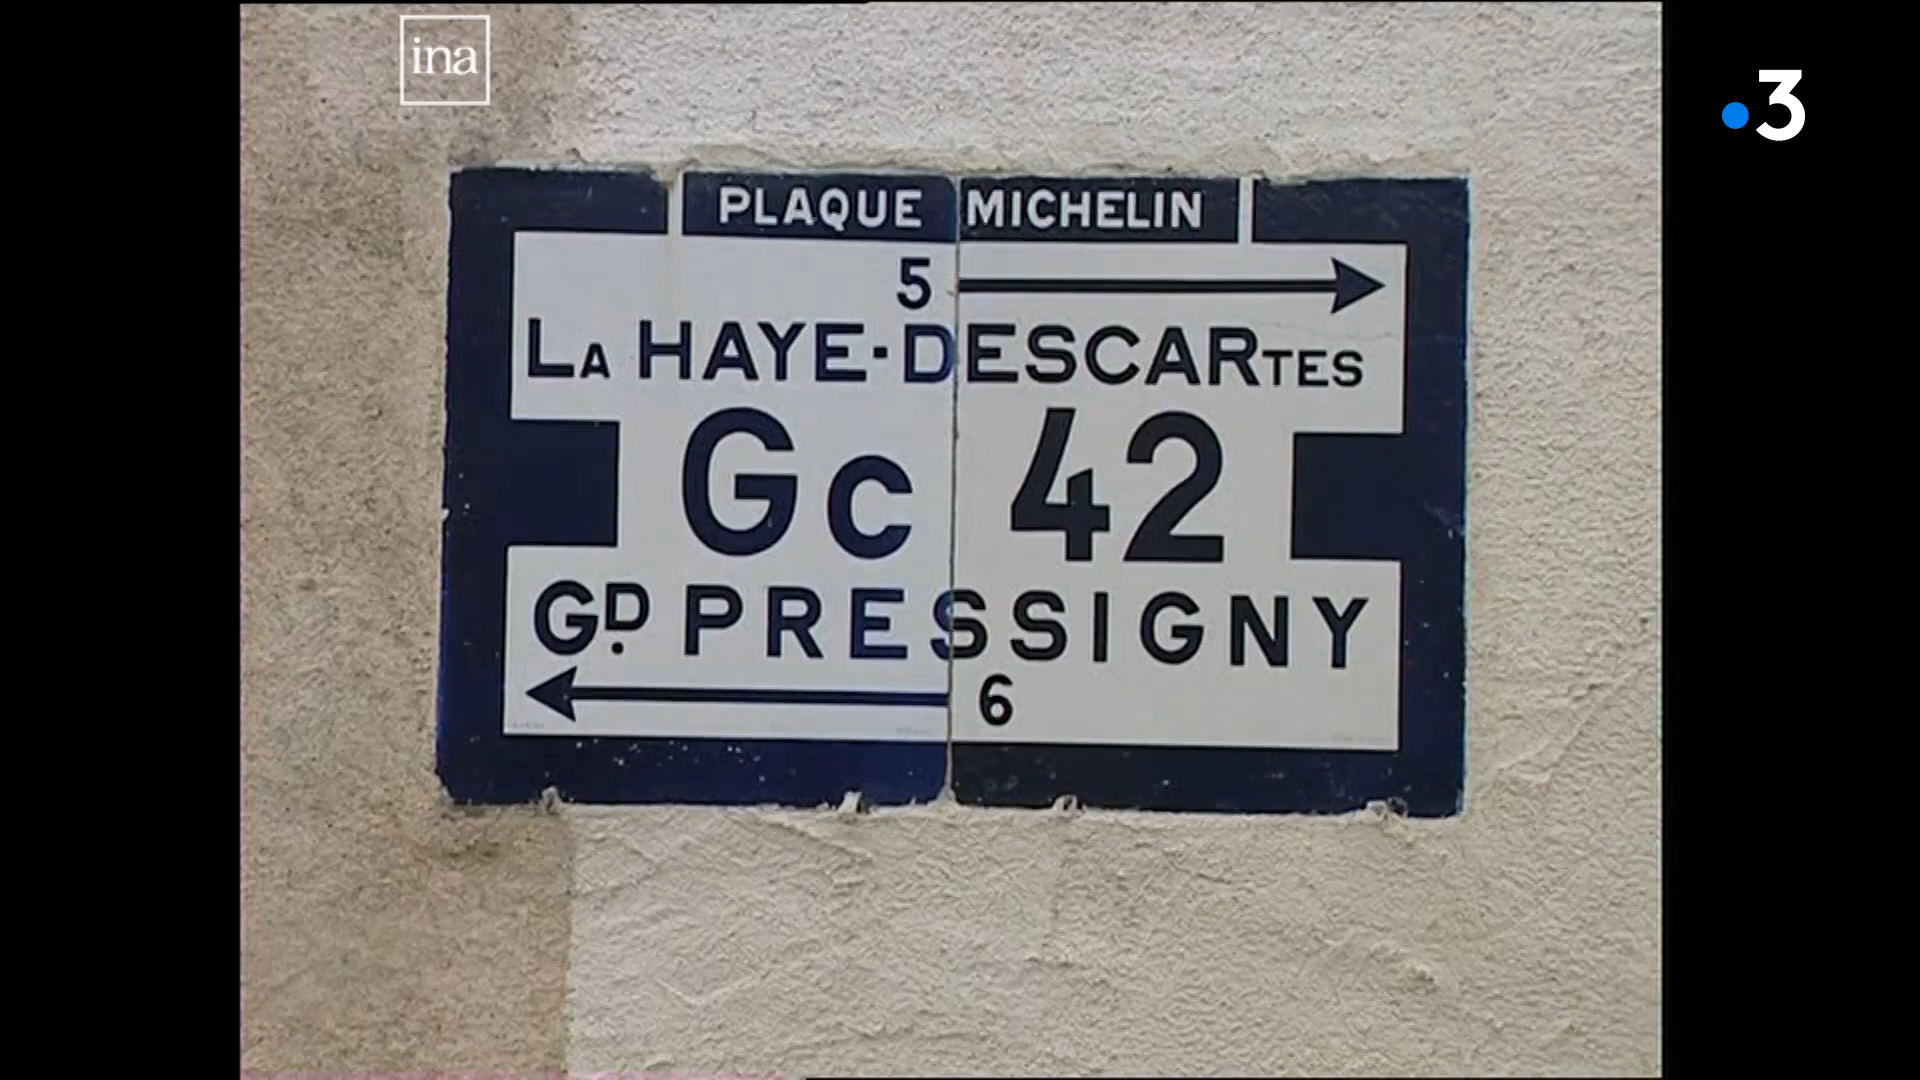 ina
3
PLAQUE MICHELIN
5
LA HAYE-DESCARTES
Gc 42
GD. PRESSIGNY
6